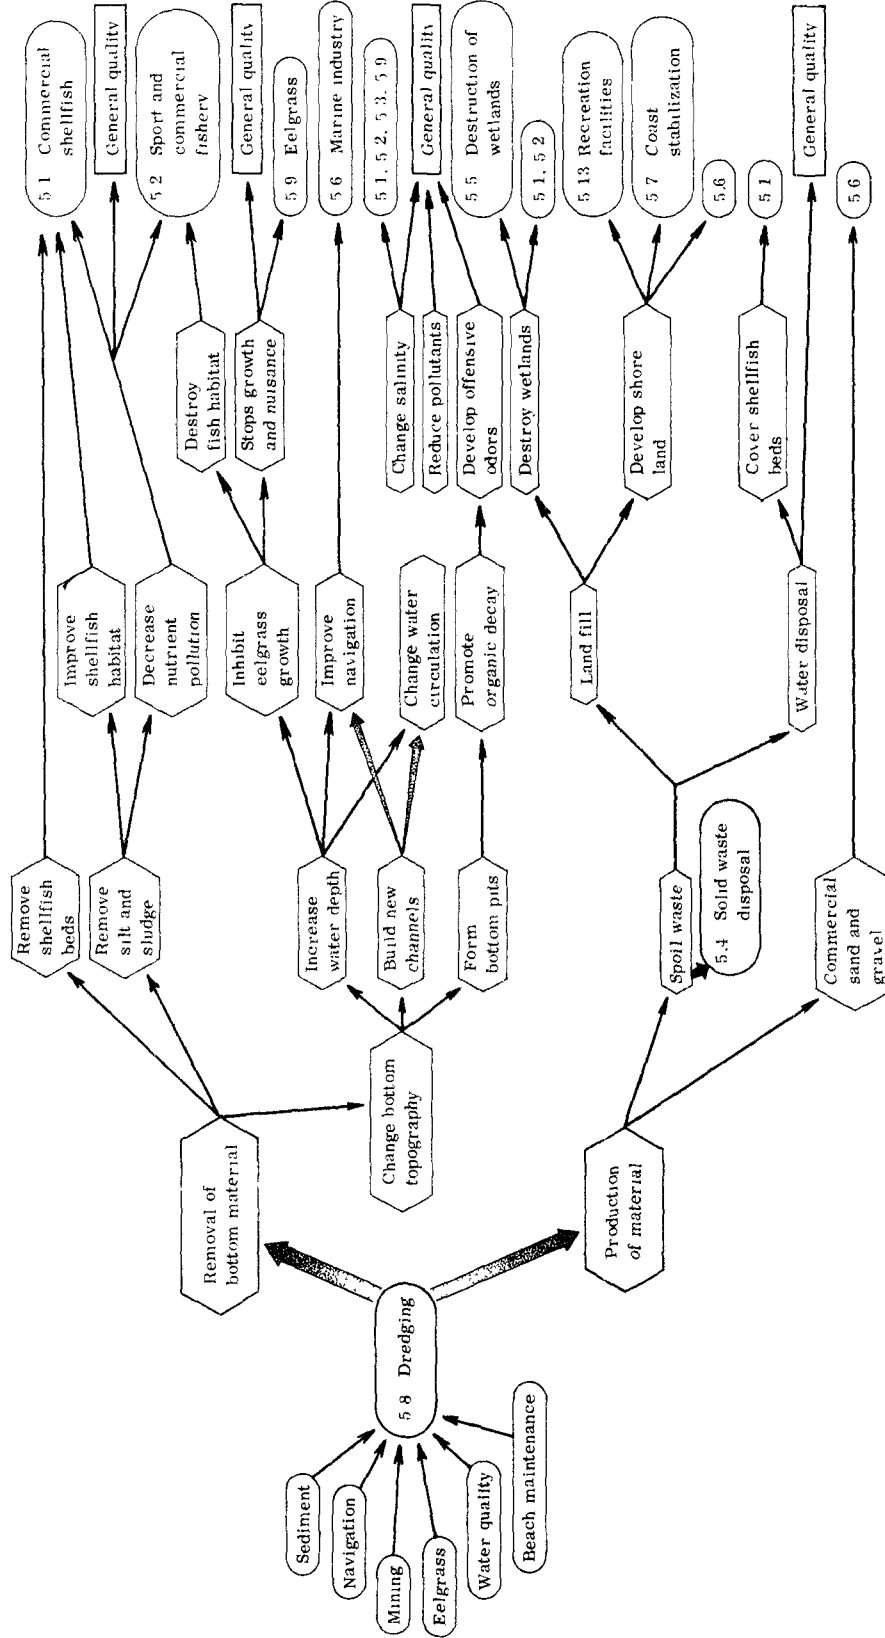 Sediment
Navigation
Mining
Eelgrass
Water quality
Beach maintenance
5 8 Dredging
Removal of
bottom material
Production
of material
Change bottom
topography
Remove
shellfish
beds
Remove
silt and
sludge
Increase
water depth
Build new
channels
Form
bottom pits
Spoil waste
5.4 Solid waste
disposal
Commercial
sand and
gravel
Improve
shellfish
habitat
Decrease
nutrient
pollution
Inhibit
eelgrass
growth
Improve
navigation
Change water
circulation
Promote
organic decay
Land fill
Water disposal
Destroy
fish habitat
Stops growth
and nuisance
Change salinity
Reduce pollutants
Develop offensive
odors
Destroy wetlands
Develop shore
land
Cover shellfish
beds
5 1 Commercial
shellfish
General quality
5 2 Sport and
commercial
fishery
General quality
5 9 Eelgrass
5 6 Marine industry
5 1, 5 2, 5 3, 5 9
General quality
5 5 Destruction of
wetlands
5 1, 5 2
5 13 Recreation
facilities
5 7 Coast
stabilization
5.6
5 1
General quality
5 6